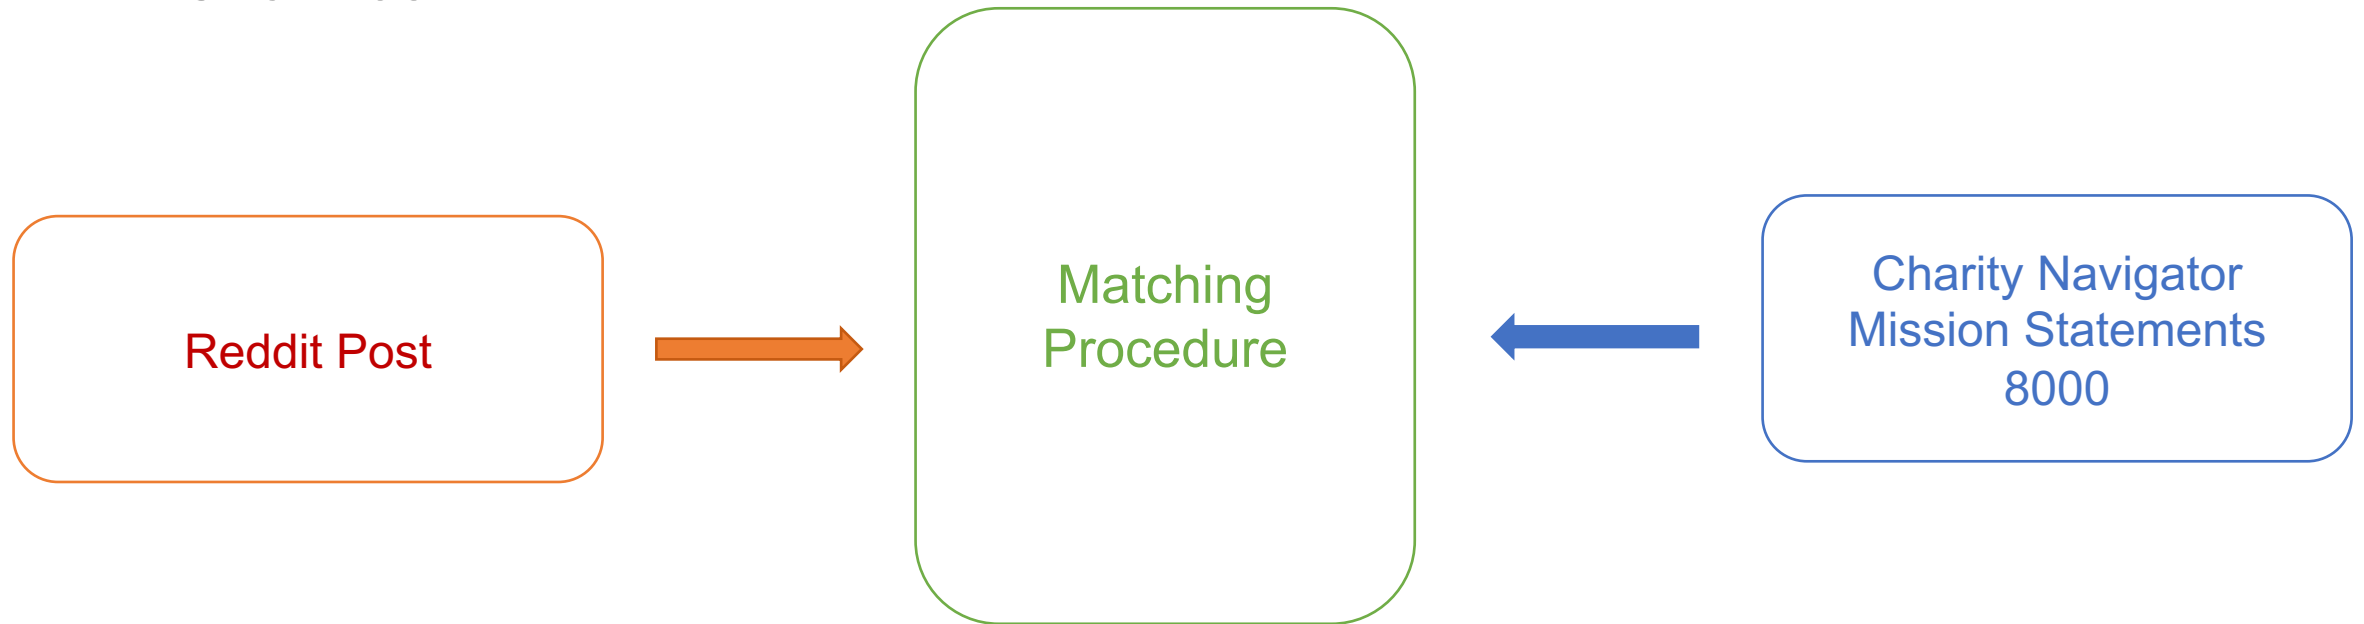 Reddit Post
Matching
Procedure
Charity Navigator
Mission Statements
8000